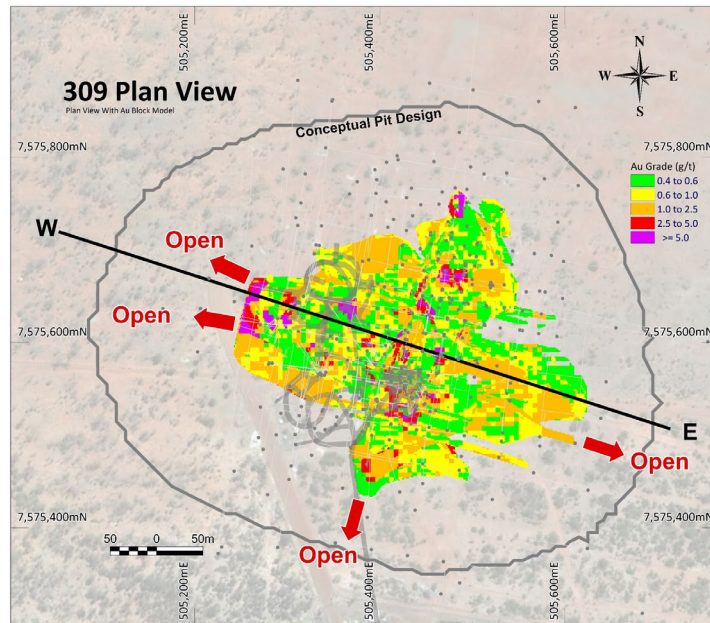 505,200mE
505,400mE
505,600mE
N
W
E
S
309 Plan View
Plan View With Au Block Model
Conceptual Pit Design
7,575,800mN
7,575,800mN
Au Grade (g/t)
0.4 to 0.6
0.6 to 1.0
1.0 to 2.5
2.5 to 5.0
>= 5.0
W
Open
Open
7,575,600mN
7,575,600mN
E
Open
7,575,400mN
7,575,400mN
50 0 50m
Open
505,200mE
505,400mE
505,600mE